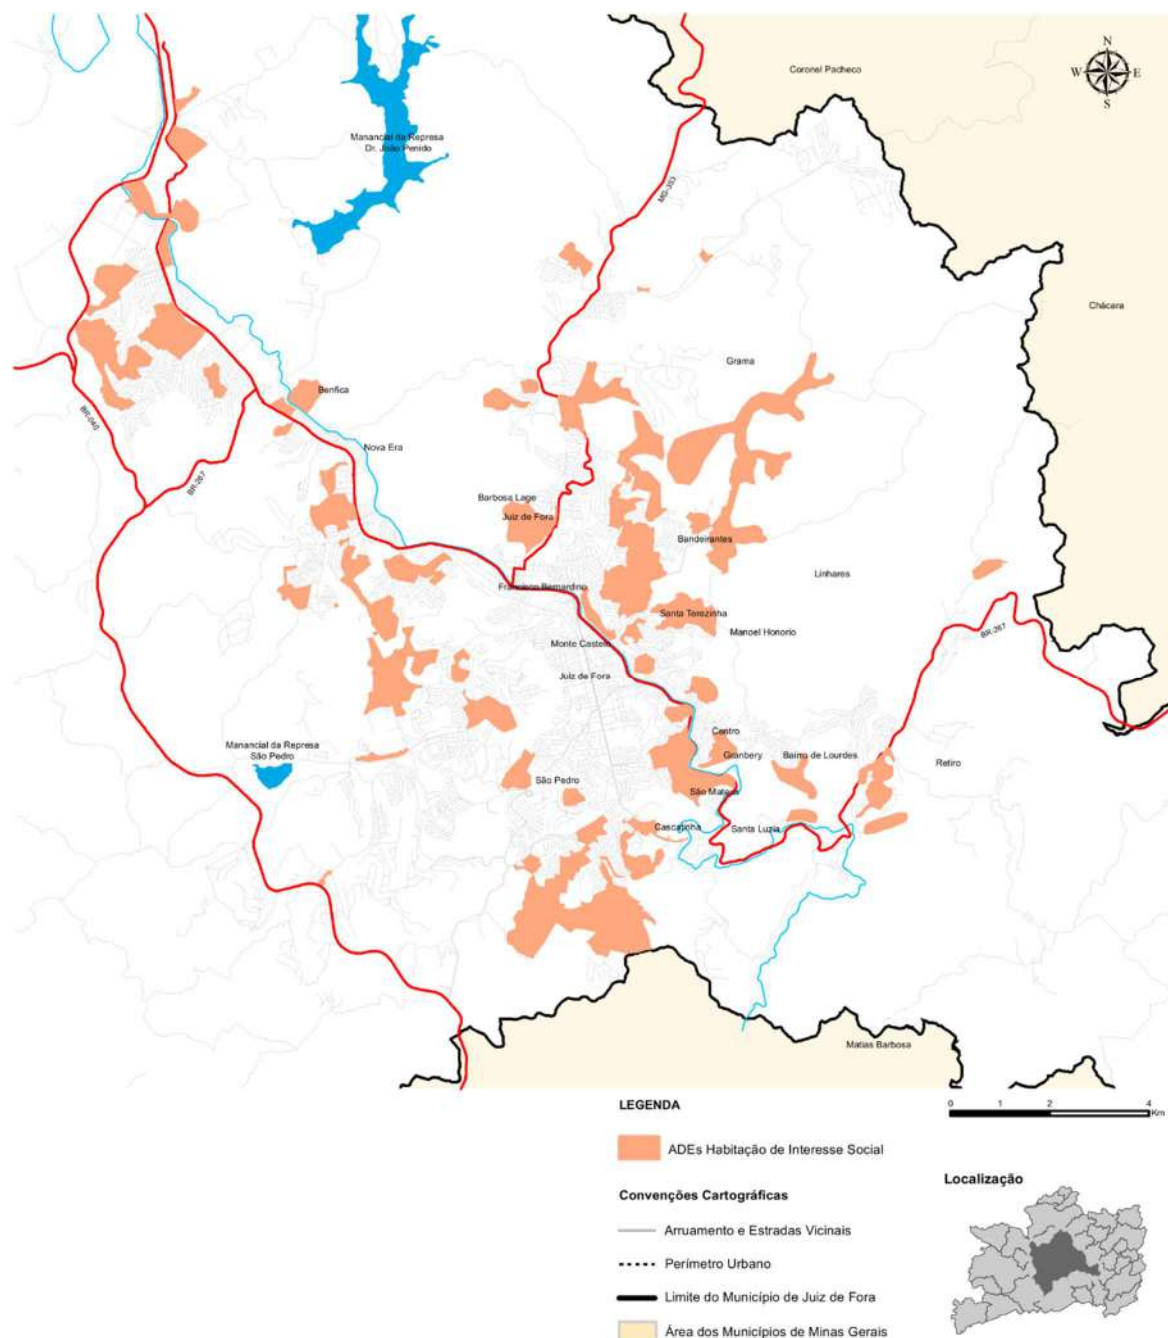 Coronel Pacheco
N
W E
S
Manancial da Represa
Dr. João Penido
MG-353
Chácara
Grama
Benfica
BR-040
Nova Era
BR-267
Barbosa Lage
Juiz de Fora
Bandeirantes
Linhares
Francisco Bernardino
Santa Terezinha
Manoel Honorio
BR-267
Monte Castelo
Juiz de Fora
Centro
Manancial da Represa
São Pedro
Granbery
Bairro de Lourdes
Retiro
São Pedro
São Mateus
Cascatinha
Santa Luzia
Matias Barbosa
LEGENDA
0 1 2 4
Km
ADEs Habitação de Interesse Social
Localização
Convenções Cartográficas
Arruamento e Estradas Vicinais
Perímetro Urbano
Limite do Município de Juiz de Fora
Área dos Municípios de Minas Gerais